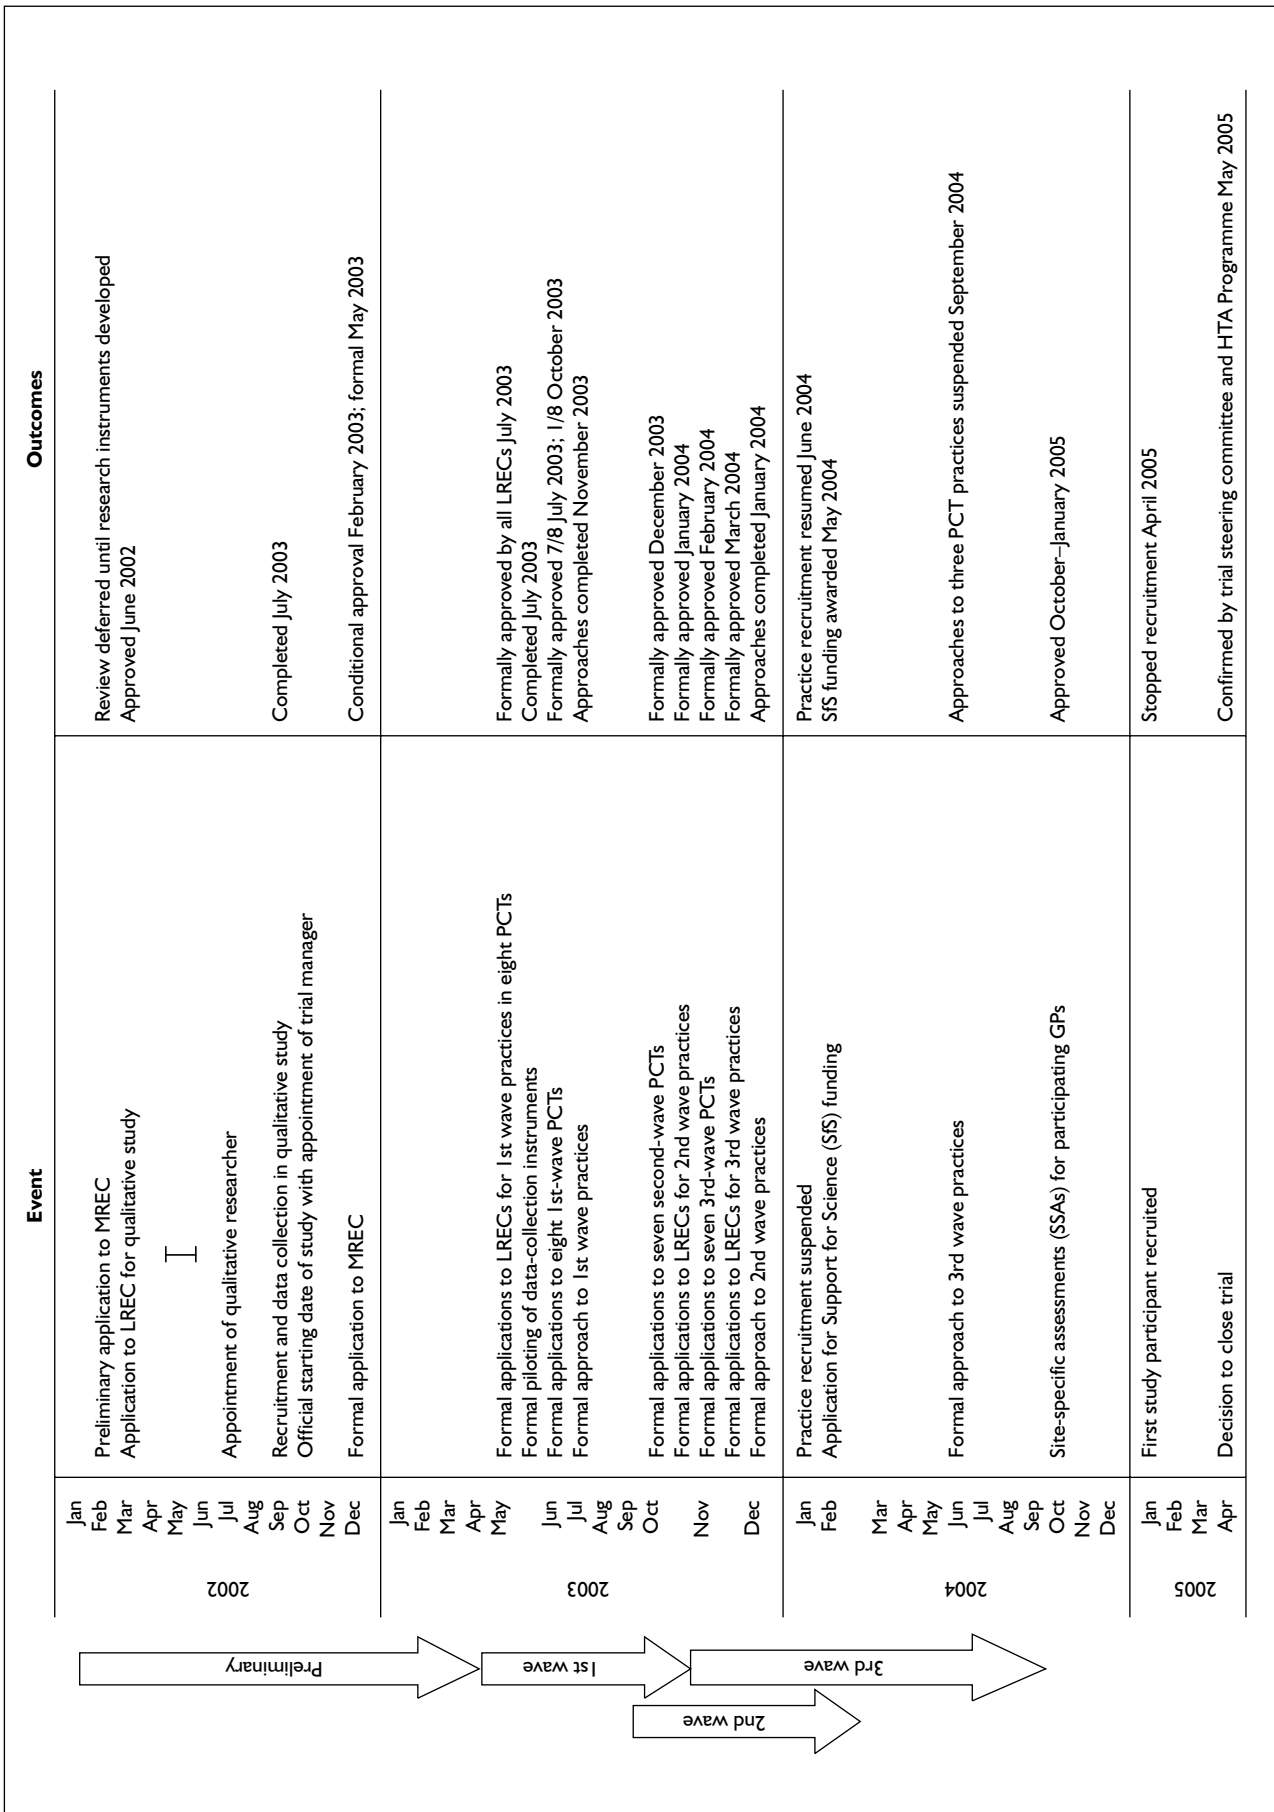 Event
Outcomes
2002
Jan
Feb Preliminary application to MREC Review deferred until research instruments developed
Mar Application to LREC for qualitative study Approved June 2002
Apr
May
Jun
Jul Appointment of qualitative researcher
Aug
Sep Recruitment and data collection in qualitative study Completed July 2003
Oct Official starting date of study with appointment of trial manager
Nov
Dec Formal application to MREC Conditional approval February 2003; formal May 2003
2003
Jan
Feb
Mar
Apr
May Formal applications to LRECs for 1st wave practices in eight PCTs Formally approved by all LRECs July 2003
Formal piloting of data-collection instruments Completed July 2003
Jun Formal applications to eight 1st-wave PCTs Formally approved 7/8 July 2003; 1/8 October 2003
Jul Formal approach to 1st wave practices Approaches completed November 2003
Aug
Sep
Oct Formal applications to seven second-wave PCTs Formally approved December 2003
Formal applications to LRECs for 2nd wave practices Formally approved January 2004
Nov Formal applications to seven 3rd-wave PCTs Formally approved February 2004
Formal applications to LRECs for 3rd wave practices Formally approved March 2004
Dec Formal approach to 2nd wave practices Approaches completed January 2004
2004
Jan Practice recruitment suspended Practice recruitment resumed June 2004
Feb Application for Support for Science (SfS) funding SfS funding awarded May 2004
Mar
Apr
May
Jun Formal approach to 3rd wave practices Approaches to three PCT practices suspended September 2004
Jul
Aug
Sep
Oct Site-specific assessments (SSAs) for participating GPs Approved October–January 2005
Nov
Dec
2005
Jan First study participant recruited Stopped recruitment April 2005
Feb
Mar
Apr Decision to close trial Confirmed by trial steering committee and HTA Programme May 2005
Preliminary
1st wave
2nd wave
3rd wave